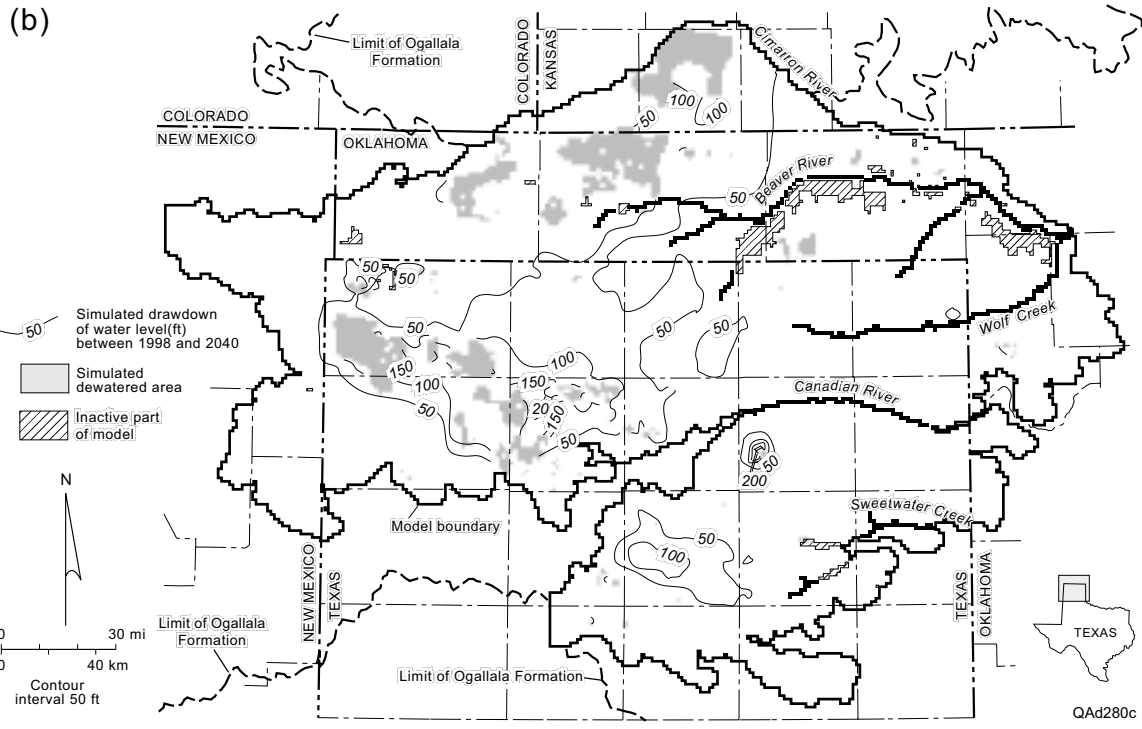 (b)
Limit of Ogallala
Formation
COLORADO
KANSAS
Cimarron River
COLORADO
NEW MEXICO
OKLAHOMA
50
100
100
Beaver River
50
50
50
Simulated drawdown
of water level(ft)
between 1998 and 2040
50
50
50
50
Wolf Creek
Simulated
dewatered area
150
100
100
150
Canadian River
Inactive part
of model
50
20
150
50
50
200
N
Model boundary
Sweetwater Creek
50
100
NEW MEXICO
TEXAS
TEXAS
OKLAHOMA
Limit of Ogallala
Formation
0 30 mi
0 40 km
Contour
interval 50 ft
Limit of Ogallala Formation
TEXAS
QAd280c